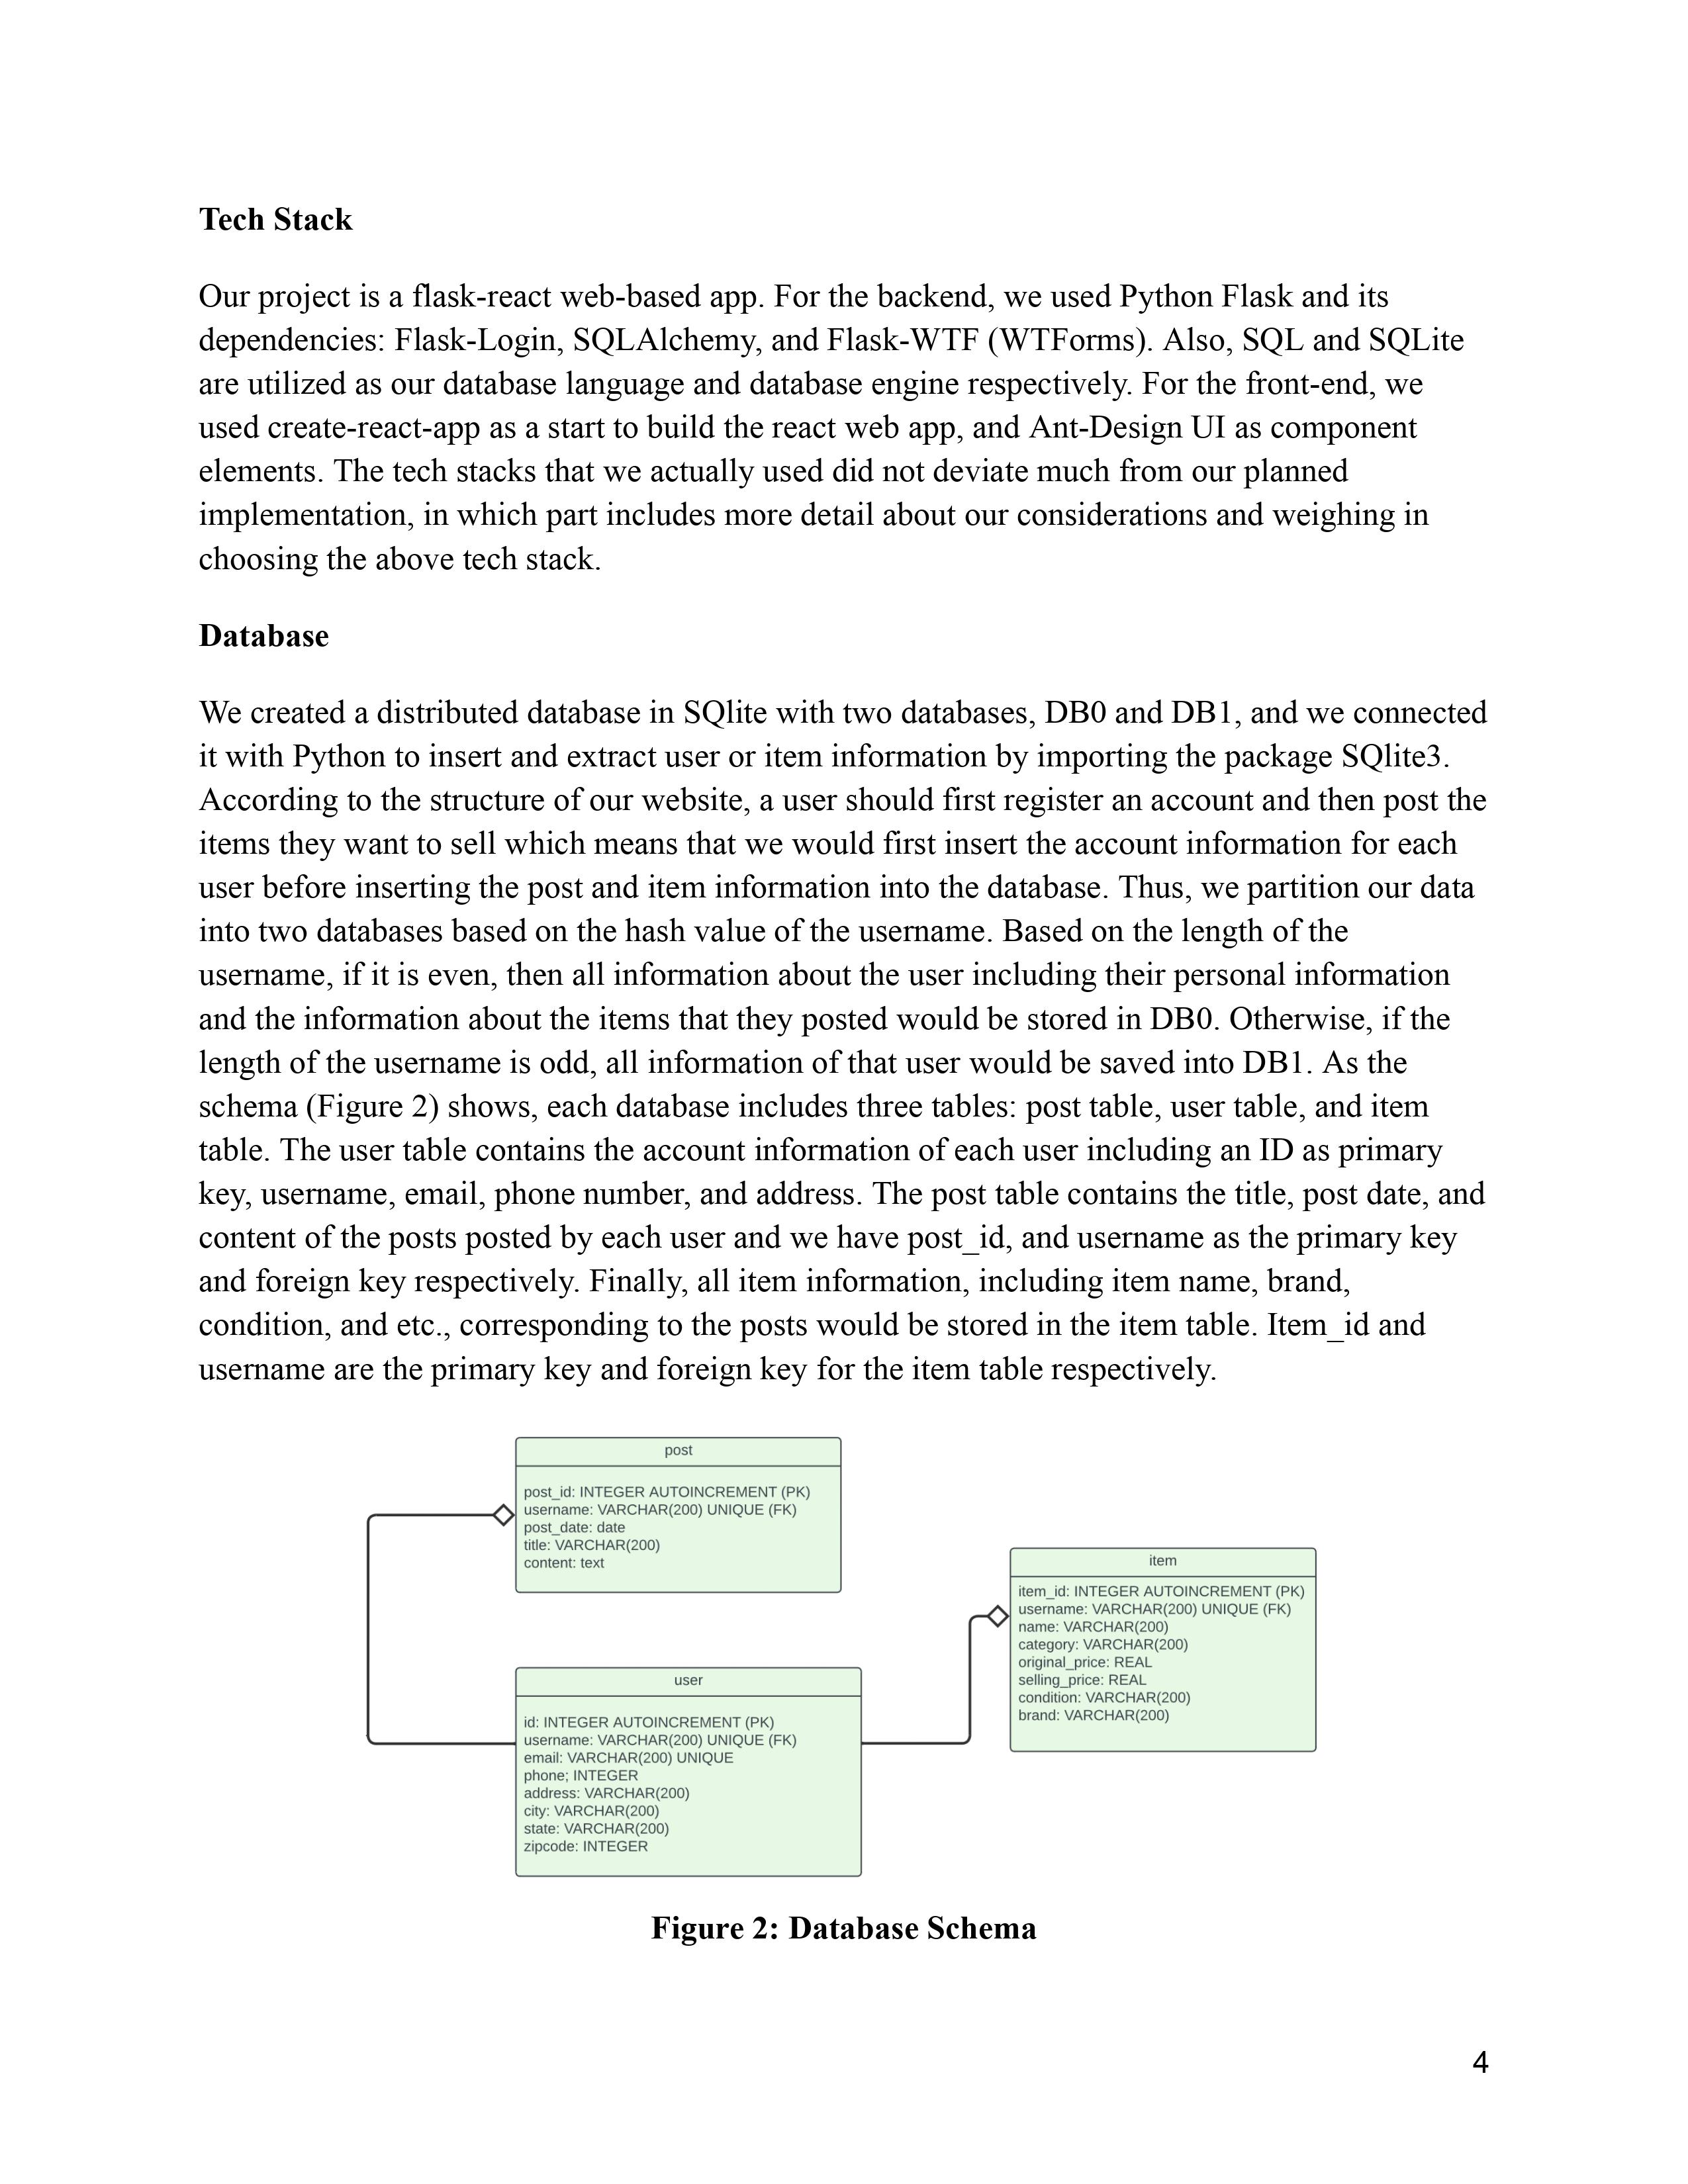 Tech Stack
Our project is a flask-react web-based app. For the backend, we used Python Flask and its
dependencies: Flask-Login, SQLAlchemy, and Flask-WTF (WTForms). Also, SQL and SQLite
are utilized as our database language and database engine respectively. For the front-end, we
used create-react-app as a start to build the react web app, and Ant-Design UI as component
elements. The tech stacks that we actually used did not deviate much from our planned
implementation, in which part includes more detail about our considerations and weighing in
choosing the above tech stack.
Database
We created a distributed database in SQlite with two databases, DB0 and DB1, and we connected
it with Python to insert and extract user or item information by importing the package SQlite3.
According to the structure of our website, a user should first register an account and then post the
items they want to sell which means that we would first insert the account information for each
user before inserting the post and item information into the database. Thus, we partition our data
into two databases based on the hash value of the username. Based on the length of the
username, if it is even, then all information about the user including their personal information
and the information about the items that they posted would be stored in DB0. Otherwise, if the
length of the username is odd, all information of that user would be saved into DB1. As the
schema (Figure 2) shows, each database includes three tables: post table, user table, and item
table. The user table contains the account information of each user including an ID as primary
key, username, email, phone number, and address. The post table contains the title, post date, and
content of the posts posted by each user and we have post_id, and username as the primary key
and foreign key respectively. Finally, all item information, including item name, brand,
condition, and etc., corresponding to the posts would be stored in the item table. Item_id and
username are the primary key and foreign key for the item table respectively.
post
post_id: INTEGER AUTOINCREMENT (PK)
username: VARCHAR(200) UNIQUE (FK)
post_date: date
title: VARCHAR(200)
content: text
item
item_id: INTEGER AUTOINCREMENT (PK)
username: VARCHAR(200) UNIQUE (FK)
name: VARCHAR(200)
category: VARCHAR(200)
original_price: REAL
selling_price: REAL
condition: VARCHAR(200)
brand: VARCHAR(200)
user
id: INTEGER AUTOINCREMENT (PK)
username: VARCHAR(200) UNIQUE (FK)
email: VARCHAR(200) UNIQUE
phone; INTEGER
address: VARCHAR(200)
city: VARCHAR(200)
state: VARCHAR(200)
zipcode: INTEGER
Figure 2: Database Schema
4